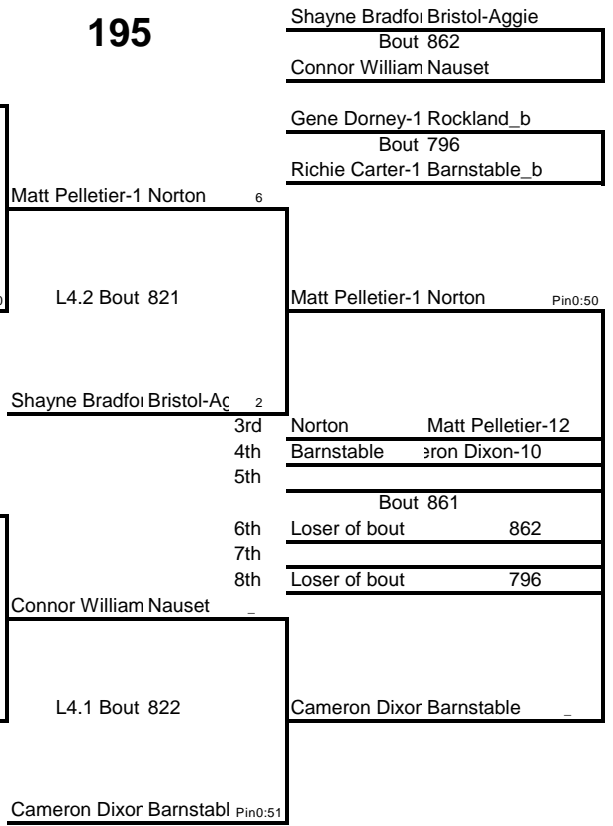 195
Shayne Bradfor Bristol-Aggie
Bout 862
Connor William Nauset
Gene Dorney-1 Rockland_b
Bout 796
Richie Carter-1 Barnstable_b
Matt Pelletier-1 Norton 6
L4.2 Bout 821
Matt Pelletier-1 Norton Pin0:50
Shayne Bradfor Bristol-Ag 2
3rd Norton Matt Pelletier-12
4th Barnstable eron Dixon-10
5th
Bout 861
6th Loser of bout 862
7th
8th Loser of bout 796
Connor William Nauset _
L4.1 Bout 822
Cameron Dixor Barnstable _
Cameron Dixor Barnstabl Pin0:51